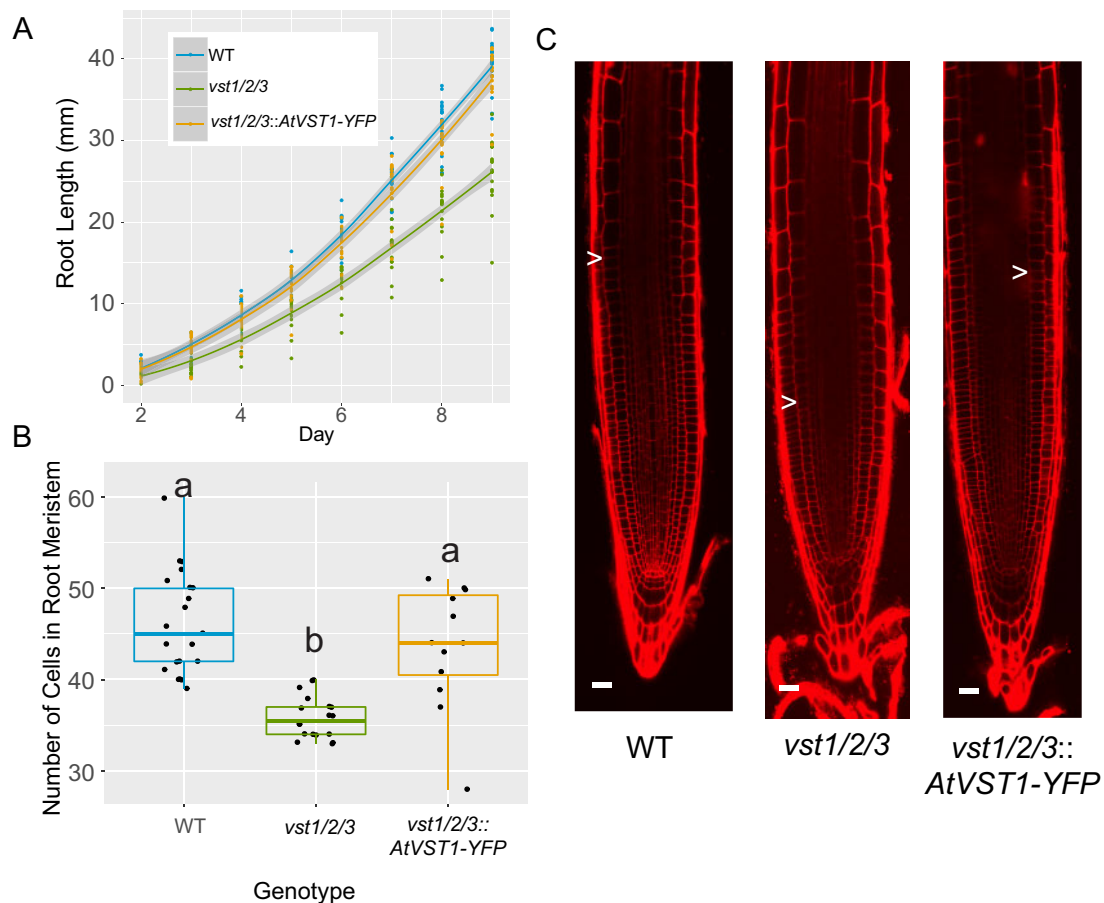 A
Root Length (mm)
40
30
20
10
0
WT
vst1/2/3
vst1/2/3::AtVST1-YFP
2
4
6
8
Day
B
Number of Cells in Root Meristem
60
50
40
30
a
b
a
WT
vst1/2/3
vst1/2/3::
AtVST1-YFP
Genotype
C
>
>
>
WT
vst1/2/3
vst1/2/3::
AtVST1-YFP